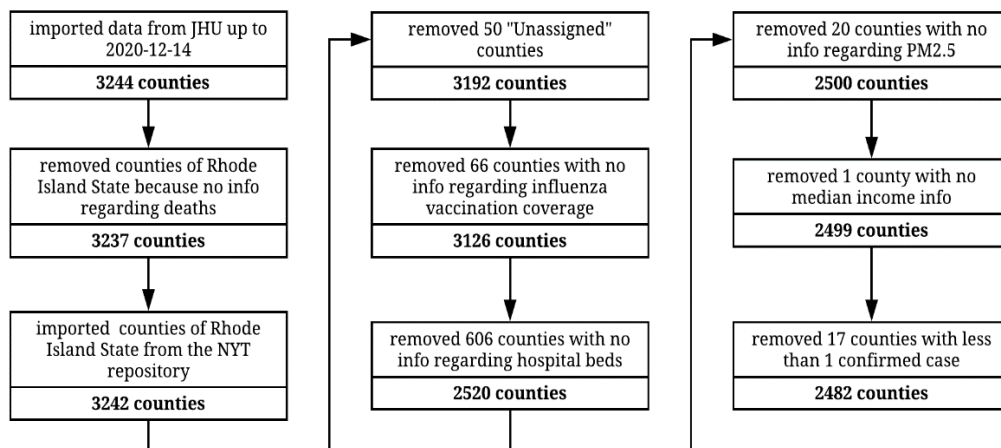 imported data from JHU up to
2020-12-14
3244 counties
removed counties of Rhode
Island State because no info
regarding deaths
3237 counties
imported  counties of Rhode
Island State from the NYT
repository
3242 counties
removed 50 "Unassigned"
counties
3192 counties
removed 66 counties with no
info regarding influenza
vaccination coverage
3126 counties
removed 606 counties with no
info regarding hospital beds
2520 counties
removed 20 counties with no
info regarding PM2.5
2500 counties
removed 1 county with no
median income info
2499 counties
removed 17 counties with less
than 1 confirmed case
2482 counties